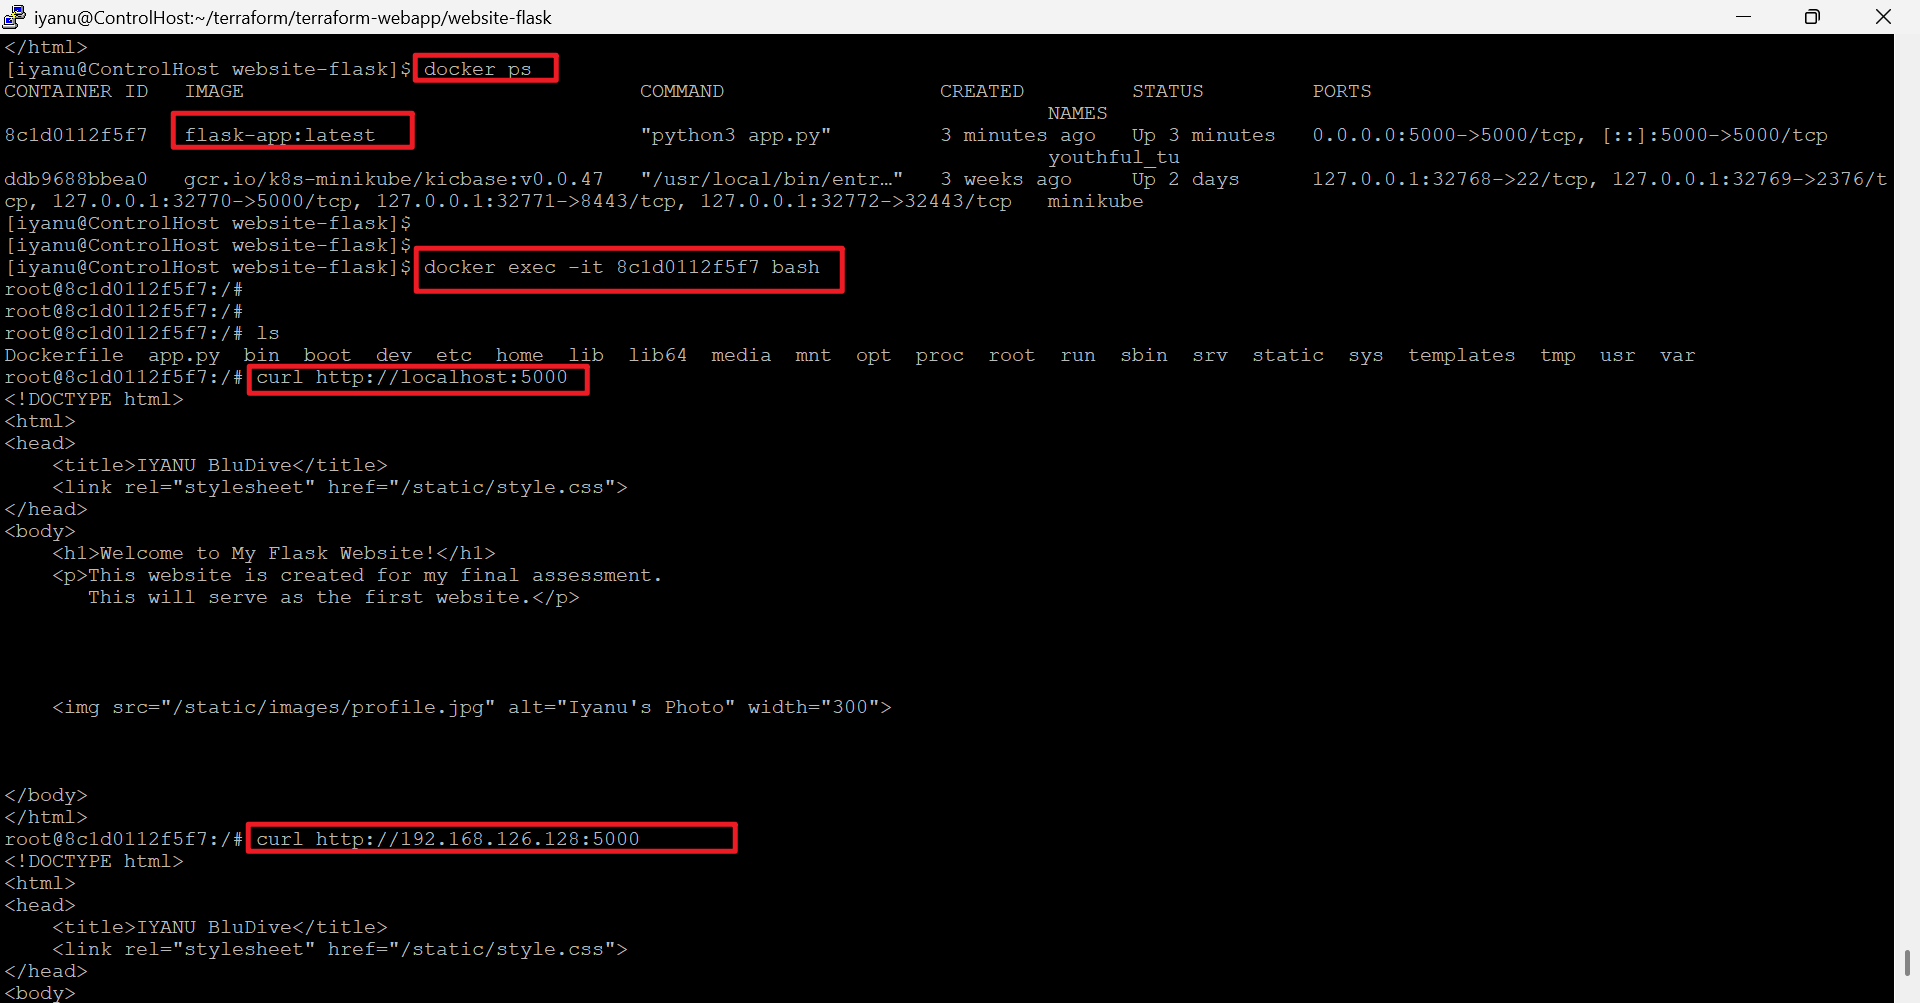 iyanu@ControlHost:~/terraform/terraform-webapp/website-flask
</html>
[iyanu@ControlHost website-flask]$ docker ps
CONTAINER ID   IMAGE                                 COMMAND                  CREATED         STATUS         PORTS
NAMES
8c1d0112f5f7   flask-app:latest                      "python3 app.py"         3 minutes ago   Up 3 minutes   0.0.0.0:5000->5000/tcp, [::]:5000->5000/tcp
youthful_tu
ddb9688bbea0   gcr.io/k8s-minikube/kicbase:v0.0.47   "/usr/local/bin/entr…"   3 weeks ago     Up 2 days      127.0.0.1:32768->22/tcp, 127.0.0.1:32769->2376/t
cp, 127.0.0.1:32770->5000/tcp, 127.0.0.1:32771->8443/tcp, 127.0.0.1:32772->32443/tcp   minikube
[iyanu@ControlHost website-flask]$
[iyanu@ControlHost website-flask]$
[iyanu@ControlHost website-flask]$ docker exec -it 8c1d0112f5f7 bash
root@8c1d0112f5f7:/#
root@8c1d0112f5f7:/#
root@8c1d0112f5f7:/# ls
Dockerfile  app.py  bin  boot  dev  etc  home  lib  lib64  media  mnt  opt  proc  root  run  sbin  srv  static  sys  templates  tmp  usr  var
root@8c1d0112f5f7:/# curl http://localhost:5000
<!DOCTYPE html>
<html>
<head>
    <title>IYANU BluDive</title>
    <link rel="stylesheet" href="/static/style.css">
</head>
<body>
    <h1>Welcome to My Flask Website!</h1>
    <p>This website is created for my final assessment.
       This will serve as the first website.</p>
    <img src="/static/images/profile.jpg" alt="Iyanu's Photo" width="300">
</body>
</html>
root@8c1d0112f5f7:/# curl http://192.168.126.128:5000
<!DOCTYPE html>
<html>
<head>
    <title>IYANU BluDive</title>
    <link rel="stylesheet" href="/static/style.css">
</head>
<body>